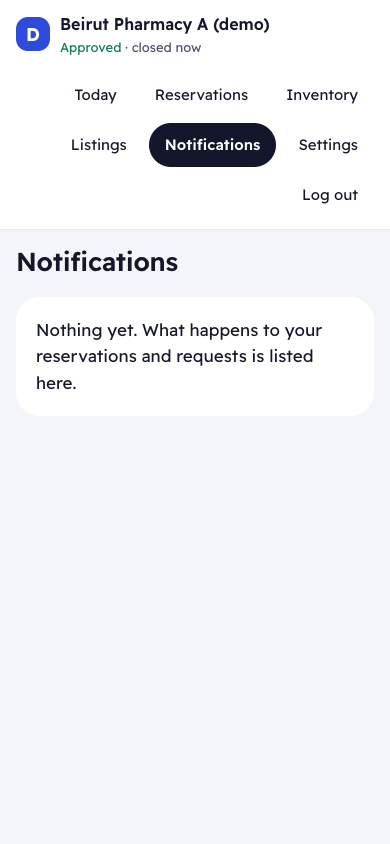 D
Beirut Pharmacy A (demo)
Approved · closed now
Today
Reservations
Inventory
Listings
Notifications
Settings
Log out
Notifications
Nothing yet. What happens to your
reservations and requests is listed
here.